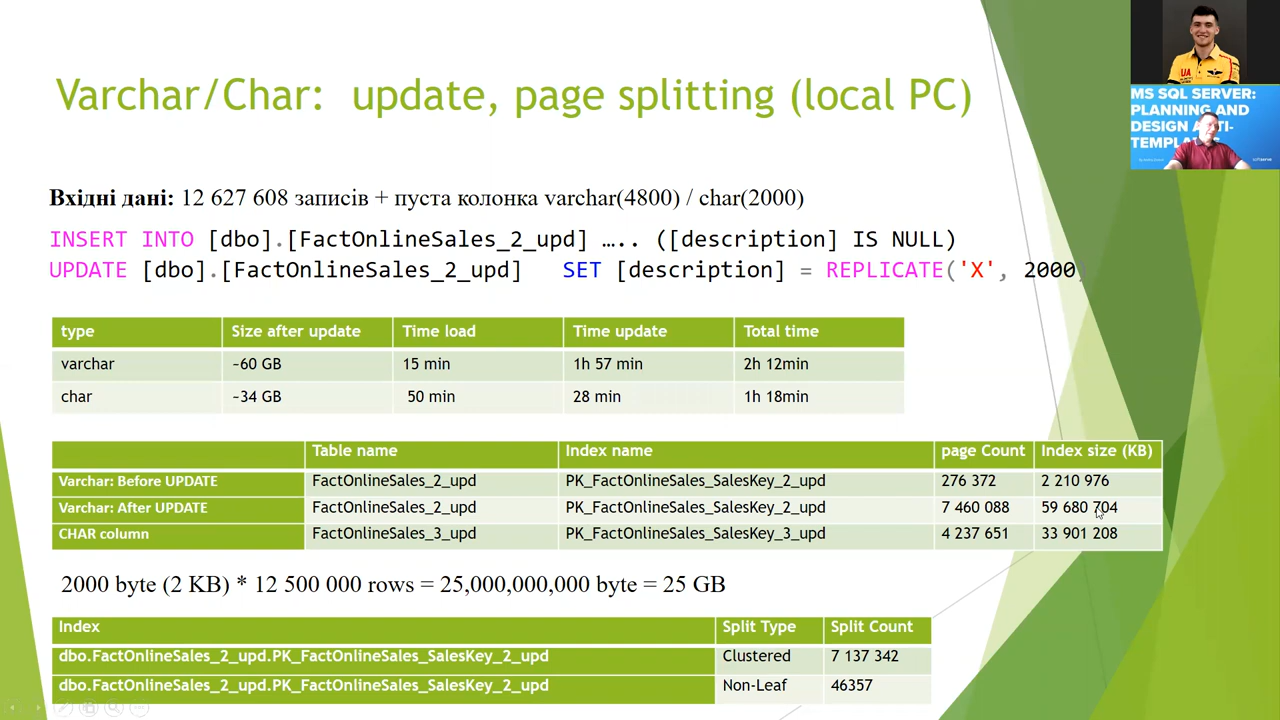 Varchar/Char: update, page splitting (local PC)
UA
MS SQL SERVER:
PLANNING AND
DESIGN ANTI-
softserve
Вхідні дані: 12 627 608 записів + пуста колонка varchar(4800) / char(2000)
INSERT INTO [dbo].[FactOnlineSales_2_upd] …. ([description] IS NULL)
UPDATE [dbo].[FactOnlineSales_2_upd] SET [description] = REPLICATE('X', 2000)
type Size after update Time load Time update Total time
varchar ~60 GB 15 min 1h 57 min 2h 12min
char ~34 GB 50 min 28 min 1h 18min
Table name Index name page Count Index size (KB)
Varchar: Before UPDATE FactOnlineSales_2_upd PK_FactOnlineSales_SalesKey_2_upd 276 372 2 210 976
Varchar: After UPDATE FactOnlineSales_2_upd PK_FactOnlineSales_SalesKey_2_upd 7 460 088 59 680 704
CHAR column FactOnlineSales_3_upd PK_FactOnlineSales_SalesKey_3_upd 4 237 651 33 901 208
2000 byte (2 KB) * 12 500 000 rows = 25,000,000,000 byte = 25 GB
Index Split Type Split Count
dbo.FactOnlineSales_2_upd.PK_FactOnlineSales_SalesKey_2_upd Clustered 7 137 342
dbo.FactOnlineSales_2_upd.PK_FactOnlineSales_SalesKey_2_upd Non-Leaf 46357